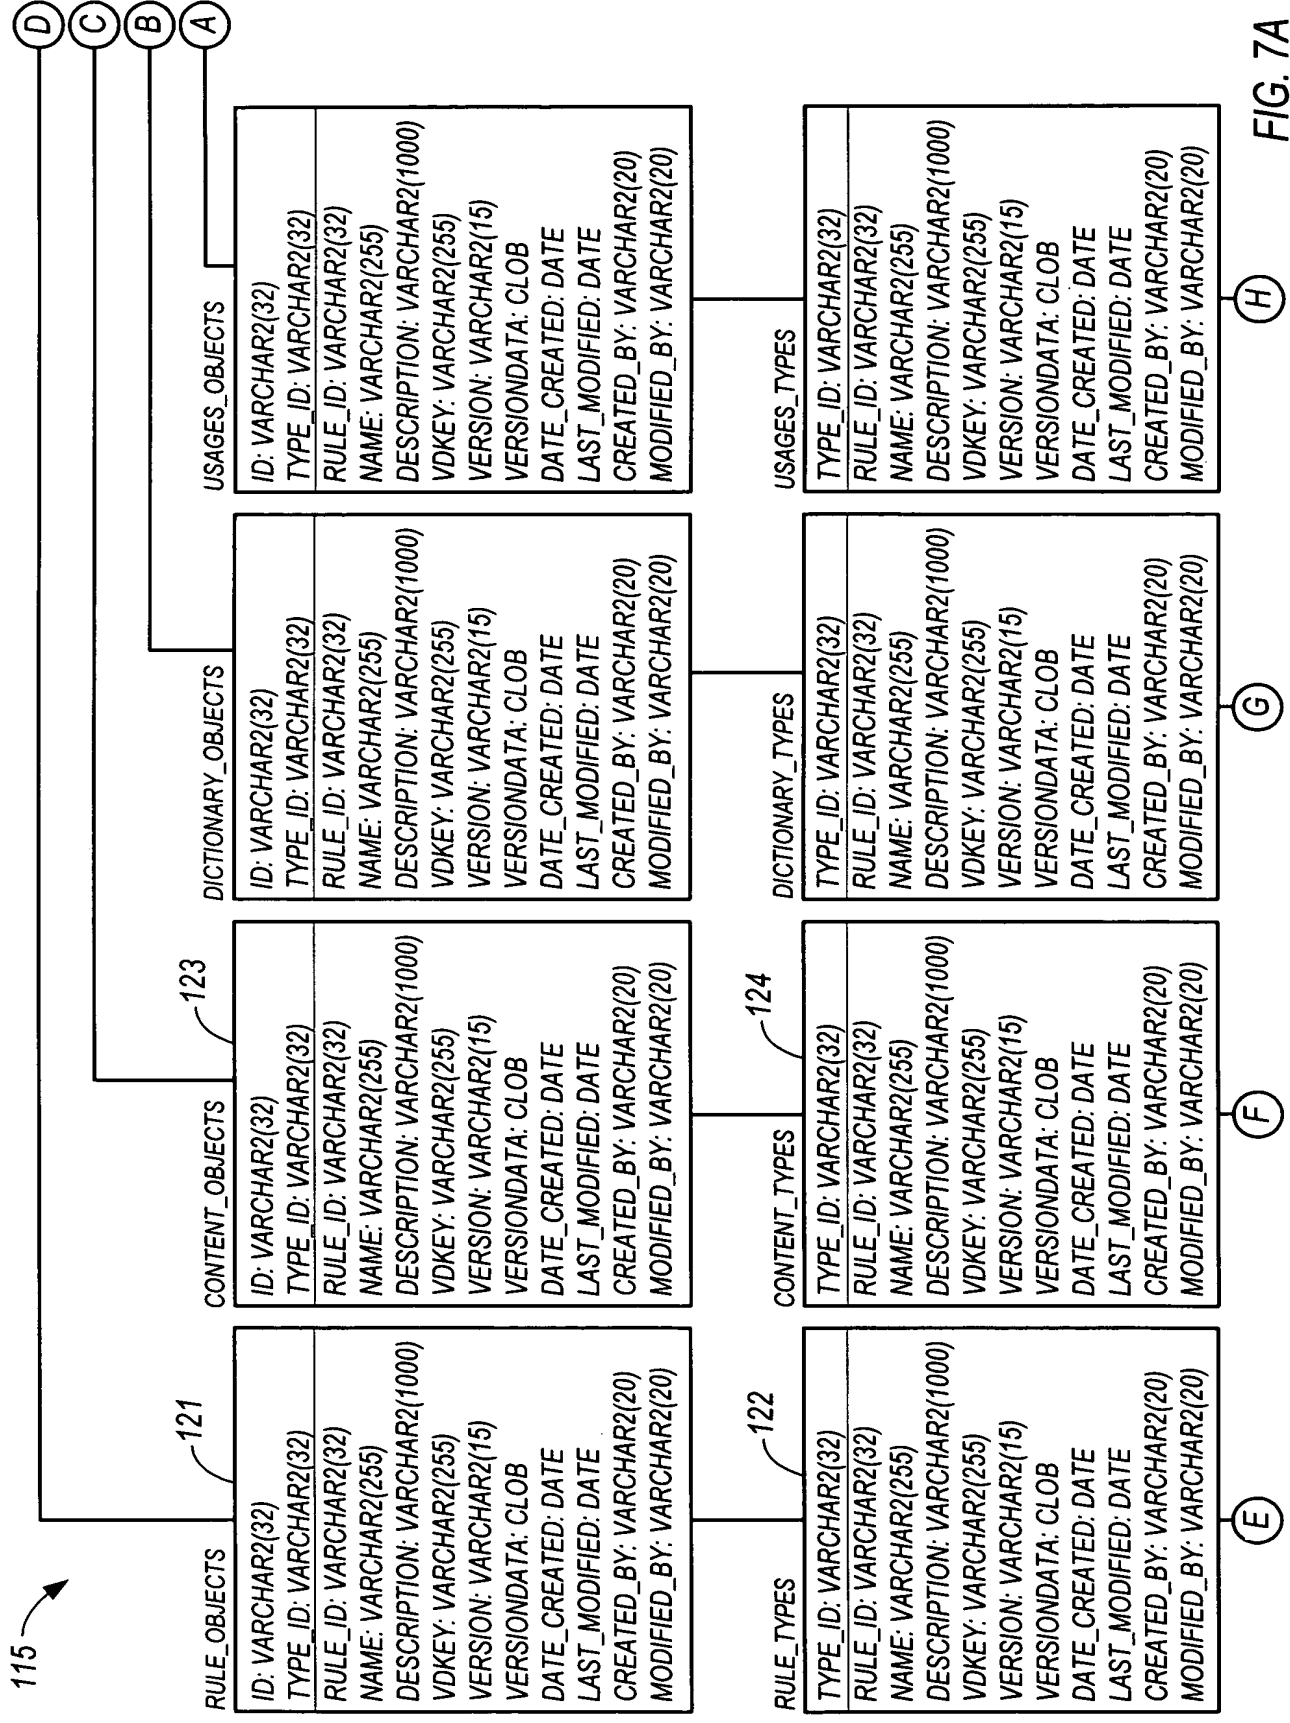 115
D
C
B
A
RULE_OBJECTS
121
ID: VARCHAR2(32)
TYPE_ID: VARCHAR2(32)
RULE_ID: VARCHAR2(32)
NAME: VARCHAR2(255)
DESCRIPTION: VARCHAR2(1000)
VDKEY: VARCHAR2(255)
VERSION: VARCHAR2(15)
VERSIONDATA: CLOB
DATE_CREATED: DATE
LAST_MODIFIED: DATE
CREATED_BY: VARCHAR2(20)
MODIFIED_BY: VARCHAR2(20)
CONTENT_OBJECTS
123
ID: VARCHAR2(32)
TYPE_ID: VARCHAR2(32)
RULE_ID: VARCHAR2(32)
NAME: VARCHAR2(255)
DESCRIPTION: VARCHAR2(1000)
VDKEY: VARCHAR2(255)
VERSION: VARCHAR2(15)
VERSIONDATA: CLOB
DATE_CREATED: DATE
LAST_MODIFIED: DATE
CREATED_BY: VARCHAR2(20)
MODIFIED_BY: VARCHAR2(20)
DICTIONARY_OBJECTS
ID: VARCHAR2(32)
TYPE_ID: VARCHAR2(32)
RULE_ID: VARCHAR2(32)
NAME: VARCHAR2(255)
DESCRIPTION: VARCHAR2(1000)
VDKEY: VARCHAR2(255)
VERSION: VARCHAR2(15)
VERSIONDATA: CLOB
DATE_CREATED: DATE
LAST_MODIFIED: DATE
CREATED_BY: VARCHAR2(20)
MODIFIED_BY: VARCHAR2(20)
USAGES_OBJECTS
ID: VARCHAR2(32)
TYPE_ID: VARCHAR2(32)
RULE_ID: VARCHAR2(32)
NAME: VARCHAR2(255)
DESCRIPTION: VARCHAR2(1000)
VDKEY: VARCHAR2(255)
VERSION: VARCHAR2(15)
VERSIONDATA: CLOB
DATE_CREATED: DATE
LAST_MODIFIED: DATE
CREATED_BY: VARCHAR2(20)
MODIFIED_BY: VARCHAR2(20)
RULE_TYPES
122
TYPE_ID: VARCHAR2(32)
RULE_ID: VARCHAR2(32)
NAME: VARCHAR2(255)
DESCRIPTION: VARCHAR2(1000)
VDKEY: VARCHAR2(255)
VERSION: VARCHAR2(15)
VERSIONDATA: CLOB
DATE_CREATED: DATE
LAST_MODIFIED: DATE
CREATED_BY: VARCHAR2(20)
MODIFIED_BY: VARCHAR2(20)
CONTENT_TYPES
124
TYPE_ID: VARCHAR2(32)
RULE_ID: VARCHAR2(32)
NAME: VARCHAR2(255)
DESCRIPTION: VARCHAR2(1000)
VDKEY: VARCHAR2(255)
VERSION: VARCHAR2(15)
VERSIONDATA: CLOB
DATE_CREATED: DATE
LAST_MODIFIED: DATE
CREATED_BY: VARCHAR2(20)
MODIFIED_BY: VARCHAR2(20)
DICTIONARY_TYPES
TYPE_ID: VARCHAR2(32)
RULE_ID: VARCHAR2(32)
NAME: VARCHAR2(255)
DESCRIPTION: VARCHAR2(1000)
VDKEY: VARCHAR2(255)
VERSION: VARCHAR2(15)
VERSIONDATA: CLOB
DATE_CREATED: DATE
LAST_MODIFIED: DATE
CREATED_BY: VARCHAR2(20)
MODIFIED_BY: VARCHAR2(20)
USAGES_TYPES
TYPE_ID: VARCHAR2(32)
RULE_ID: VARCHAR2(32)
NAME: VARCHAR2(255)
DESCRIPTION: VARCHAR2(1000)
VDKEY: VARCHAR2(255)
VERSION: VARCHAR2(15)
VERSIONDATA: CLOB
DATE_CREATED: DATE
LAST_MODIFIED: DATE
CREATED_BY: VARCHAR2(20)
MODIFIED_BY: VARCHAR2(20)
E
F
G
H
FIG. 7A